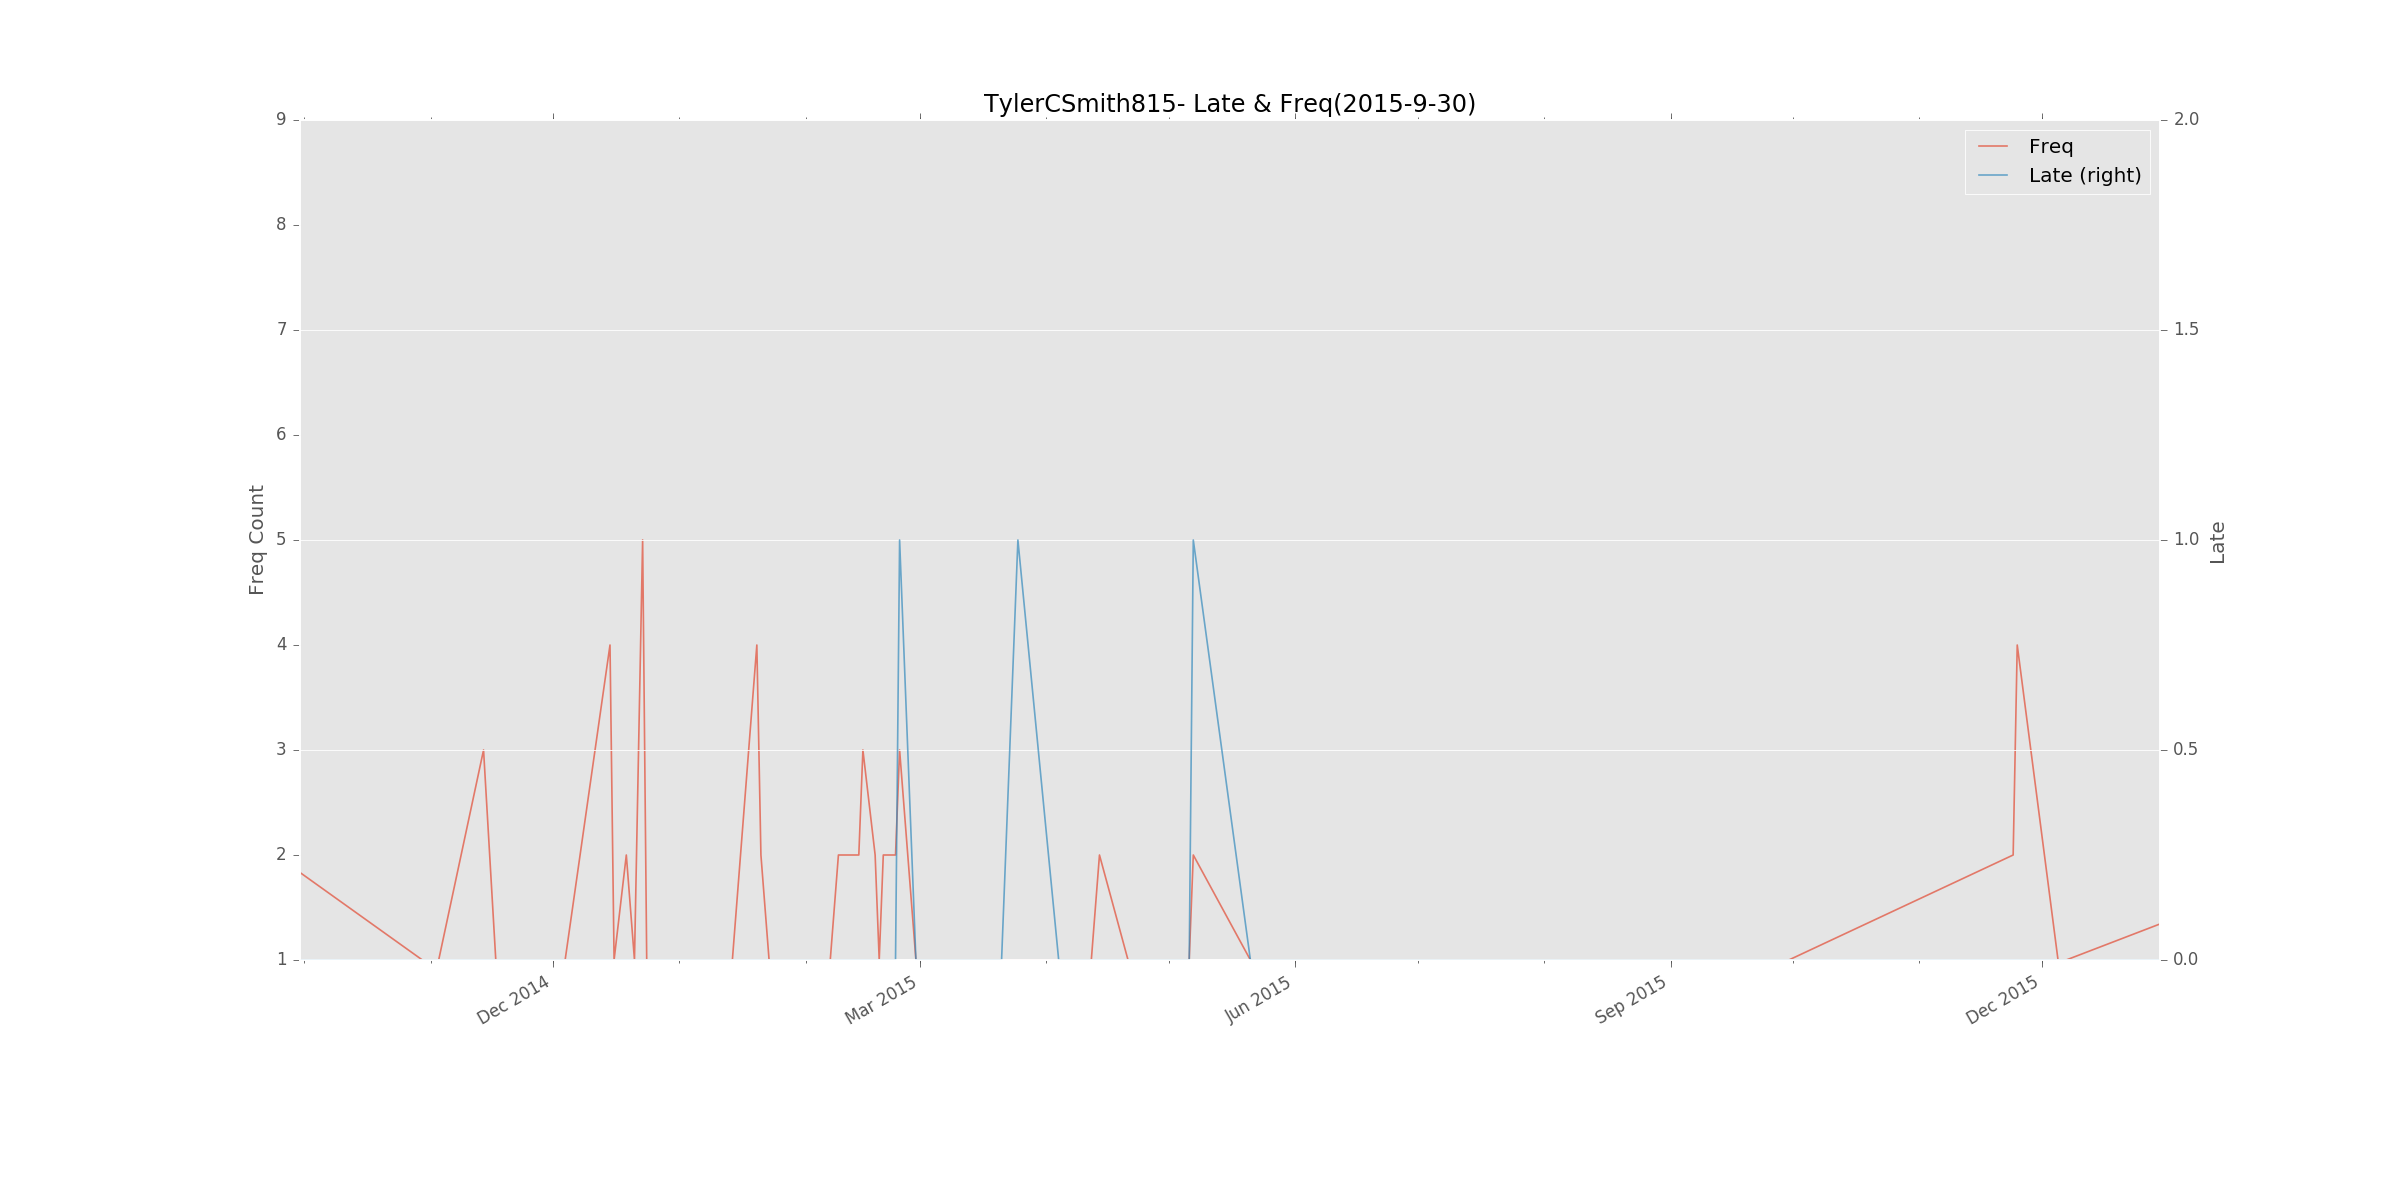 TylerCSmith815- Late & Freq(2015-9-30)
9
8
7
6
5
4
3
2
1
Freq Count
2.0
1.5
1.0
0.5
0.0
Late
Freq
Late (right)
Dec 2014
Mar 2015
Jun 2015
Sep 2015
Dec 2015